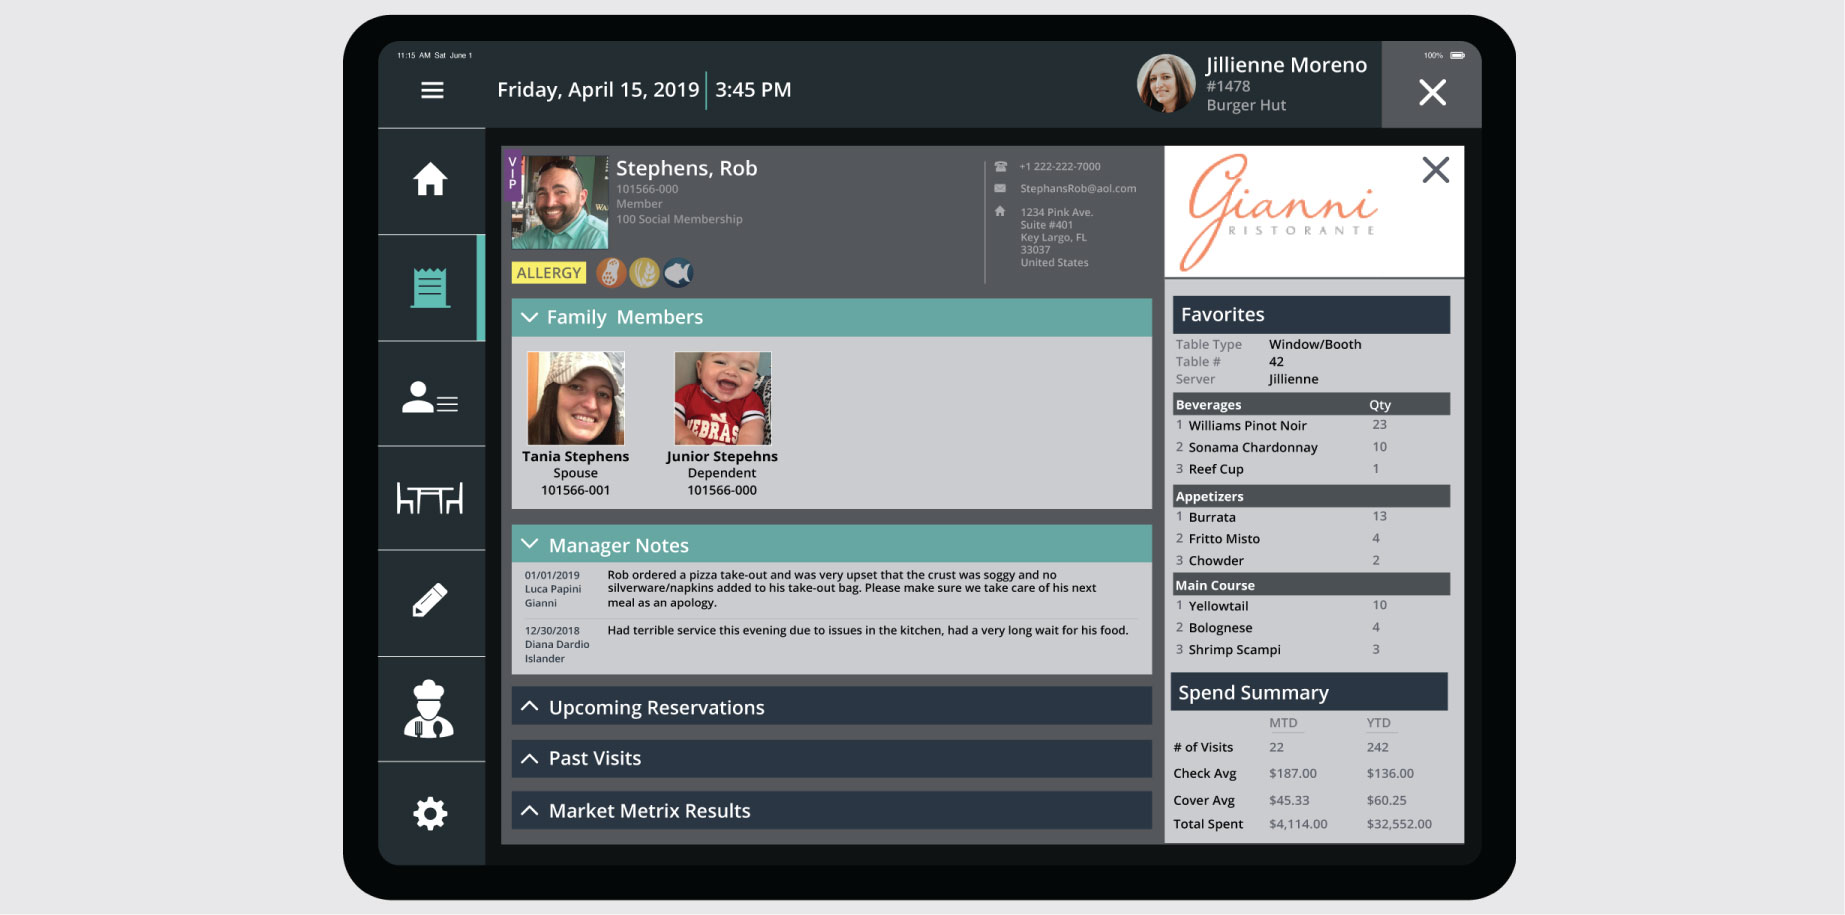 11:15 AM Sat June 1
100%
Friday, April 15, 2019 3:45 PM
Jillienne Moreno
#1478
Burger Hut
VIP
Stephens, Rob
101566-000
Member
100 Social Membership
+1 222-222-7000
StephansRob@aol.com
1234 Pink Ave.
Suite #401
Key Largo, FL
33037
United States
ALLERGY
Family Members
Tania Stephens
Spouse
101566-001
NEBRAS
Junior Stepehns
Dependent
101566-000
Manager Notes
01/01/2019
Luca Papini
Gianni
Rob ordered a pizza take-out and was very upset that the crust was soggy and no
silverware/napkins added to his take-out bag. Please make sure we take care of his next
meal as an apology.
12/30/2018
Diana Dardio
Islander
Had terrible service this evening due to issues in the kitchen, had a very long wait for his food.
Upcoming Reservations
Past Visits
Market Metrix Results
Gianni
RISTORANTE
Favorites
Table Type Window/Booth
Table # 42
Server Jillienne
Beverages Qty
1 Williams Pinot Noir 23
2 Sonama Chardonnay 10
3 Reef Cup 1
Appetizers
1 Burrata 13
2 Fritto Misto 4
3 Chowder 2
Main Course
1 Yellowtail 10
2 Bolognese 4
3 Shrimp Scampi 3
Spend Summary
MTD YTD
# of Visits 22 242
Check Avg $187.00 $136.00
Cover Avg $45.33 $60.25
Total Spent $4,114.00 $32,552.00